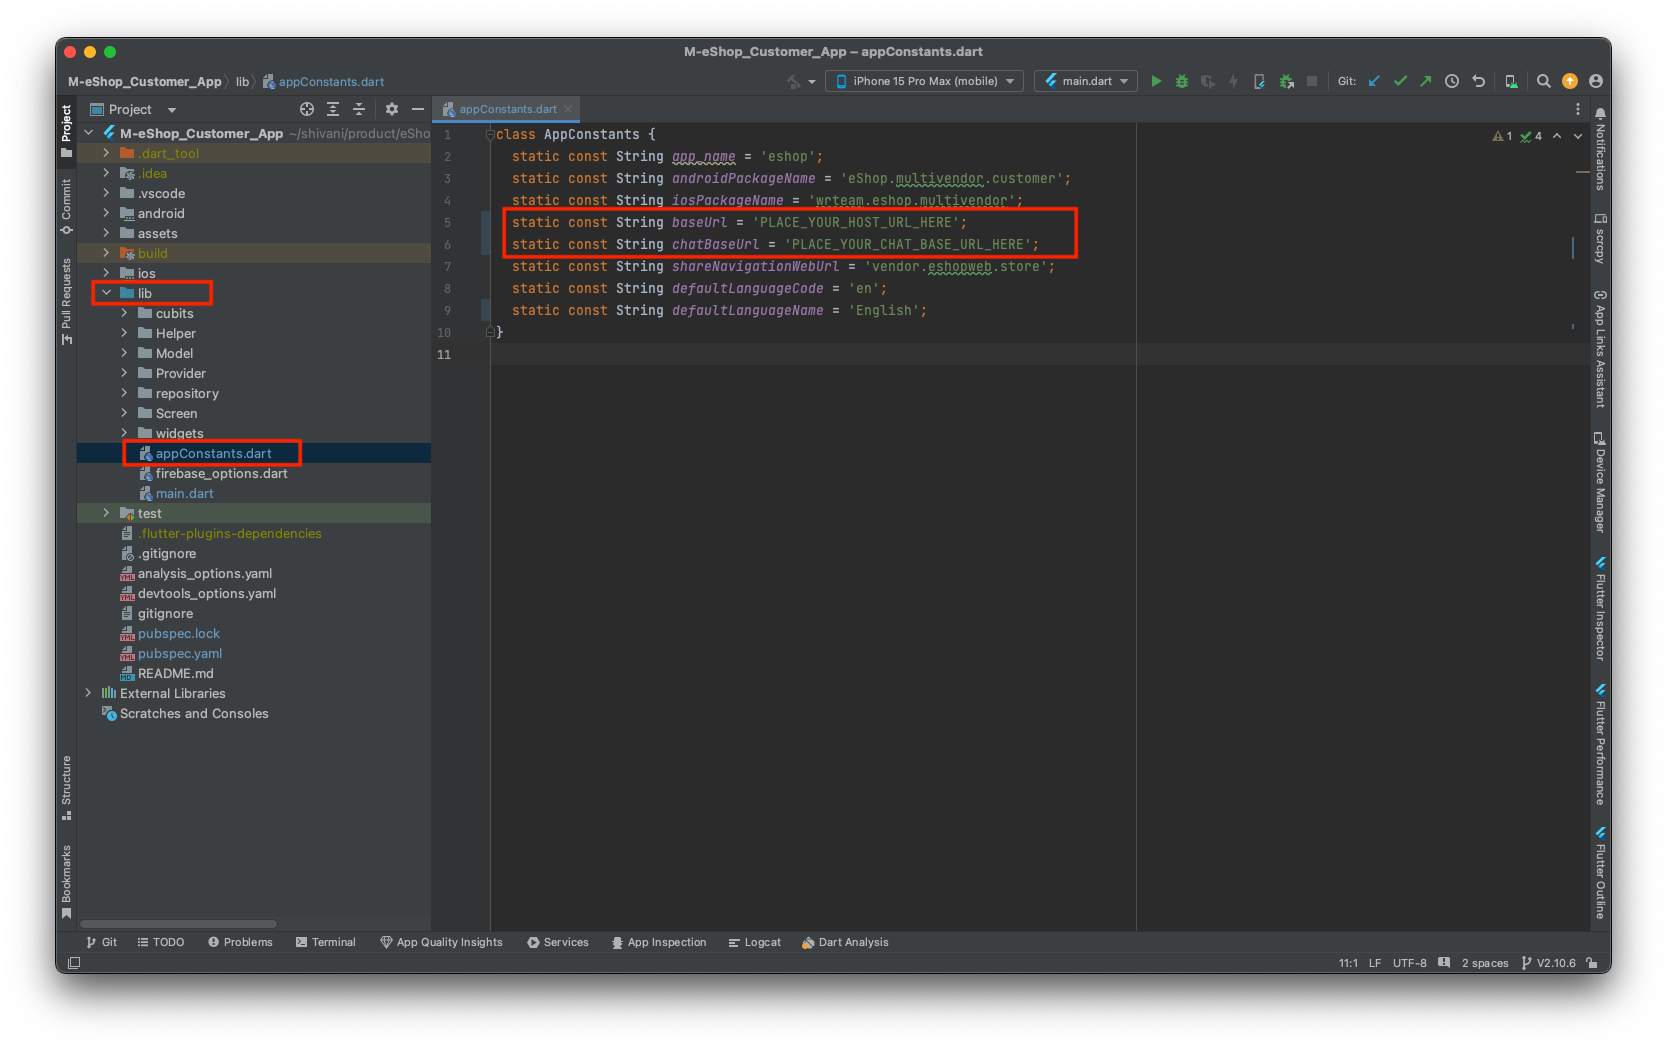 M-eShop_Customer_App – appConstants.dart
M-eShop_Customer_App lib appConstants.dart
iPhone 15 Pro Max (mobile) main.dart Git:
Project
appConstants.dart
M-eShop_Customer_App ~/shivani/product/eSho
.dart_tool
.idea
.vscode
android
assets
build
ios
lib
cubits
Helper
Model
Provider
repository
Screen
widgets
appConstants.dart
firebase_options.dart
main.dart
test
.flutter-plugins-dependencies
.gitignore
analysis_options.yaml
devtools_options.yaml
gitignore
pubspec.lock
pubspec.yaml
README.md
External Libraries
Scratches and Consoles
1 class AppConstants {
2 static const String app_name = 'eshop';
3 static const String androidPackageName = 'eShop.multivendor.customer';
4 static const String iosPackageName = 'wrteam.eshop.multivendor';
5 static const String baseUrl = 'PLACE_YOUR_HOST_URL_HERE';
6 static const String chatBaseUrl = 'PLACE_YOUR_CHAT_BASE_URL_HERE';
7 static const String shareNavigationWebUrl = 'vendor.eshopweb.store';
8 static const String defaultLanguageCode = 'en';
9 static const String defaultLanguageName = 'English';
10 }
11
1 4
Project
Commit
Pull Requests
Structure
Bookmarks
Notifications
scrcpy
App Links Assistant
Device Manager
Flutter Inspector
Flutter Performance
Flutter Outline
Git TODO Problems Terminal App Quality Insights Services App Inspection Logcat Dart Analysis
11:1 LF UTF-8 2 spaces V2.10.6